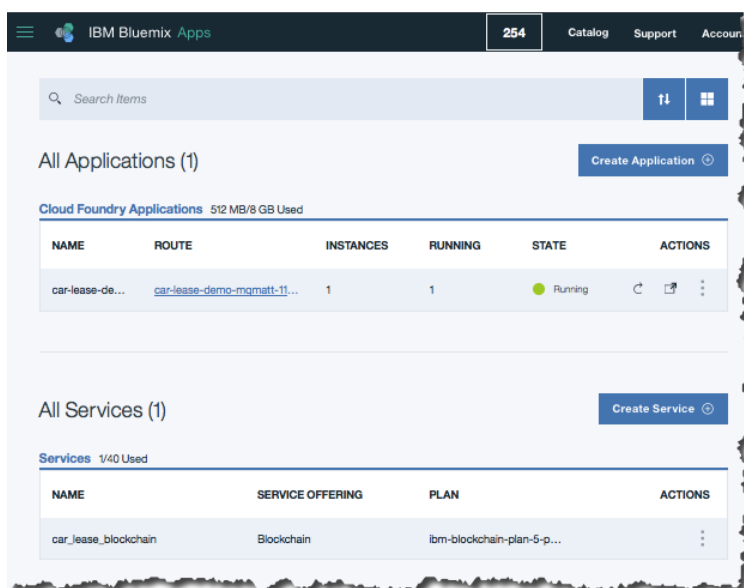 IBM Bluemix Apps 254 Catalog Support Accoun
Search Items
All Applications (1) Create Application
Cloud Foundry Applications 512 MB/8 GB Used
NAME ROUTE INSTANCES RUNNING STATE ACTIONS
car-lease-de... car-lease-demo-mqmatt-11... 1 1 Running
All Services (1) Create Service
Services 1/40 Used
NAME SERVICE OFFERING PLAN ACTIONS
car_lease_blockchain Blockchain ibm-blockchain-plan-5-p...